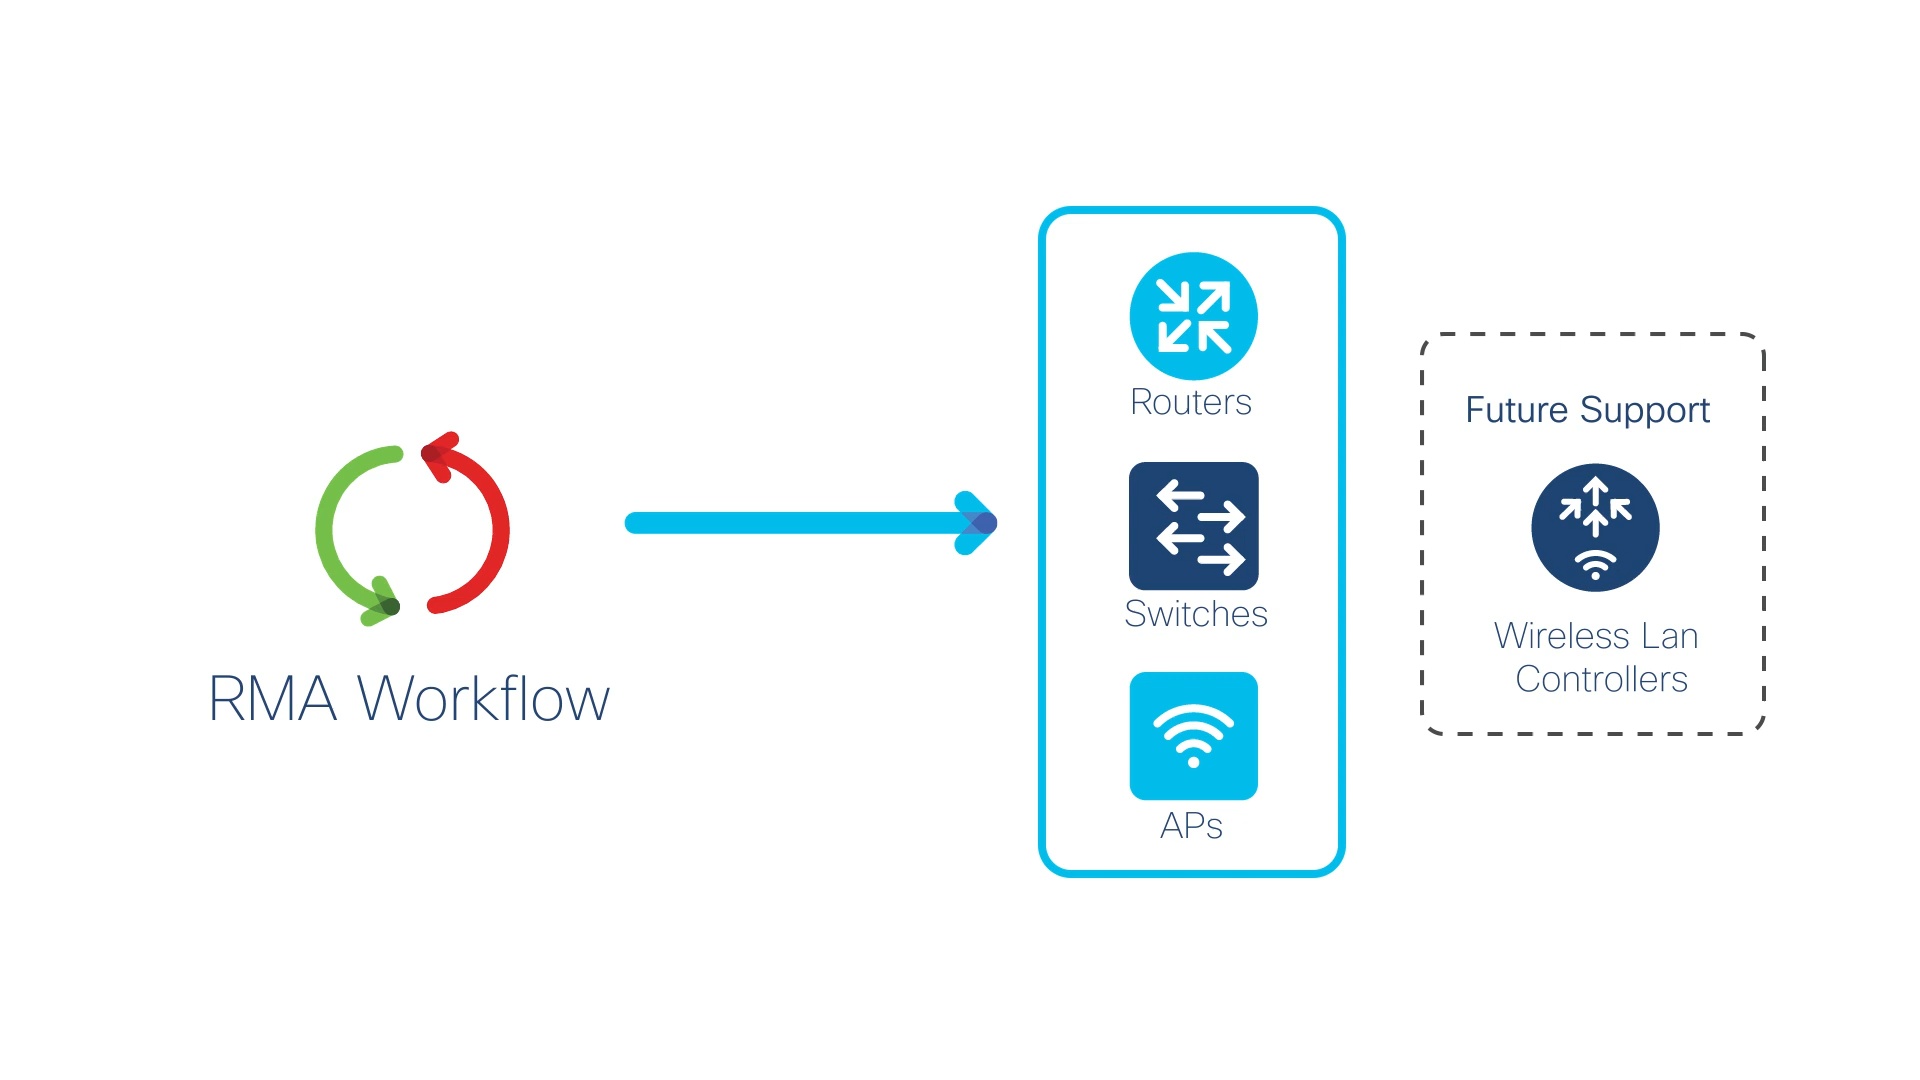 RMA Workflow
Routers
Switches
APs
Future Support
Wireless Lan
Controllers